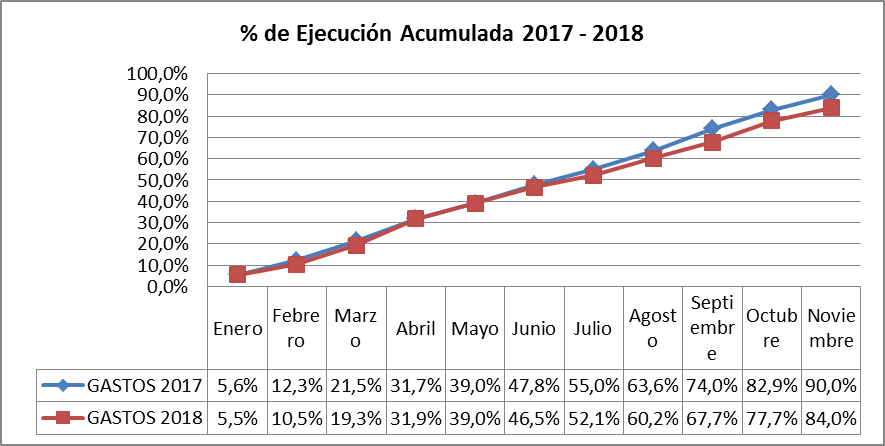 % de Ejecución Acumulada 2017 - 2018
100,0%
90,0%
80,0%
70,0%
60,0%
50,0%
40,0%
30,0%
20,0%
10,0%
0,0%
Enero
Febre
ro
Marz
o
Abril
Mayo
Junio
Julio
Agost
o
Septi
embr
e
Octub
re
Novie
mbre
GASTOS 2017 5,6% 12,3% 21,5% 31,7% 39,0% 47,8% 55,0% 63,6% 74,0% 82,9% 90,0%
GASTOS 2018 5,5% 10,5% 19,3% 31,9% 39,0% 46,5% 52,1% 60,2% 67,7% 77,7% 84,0%